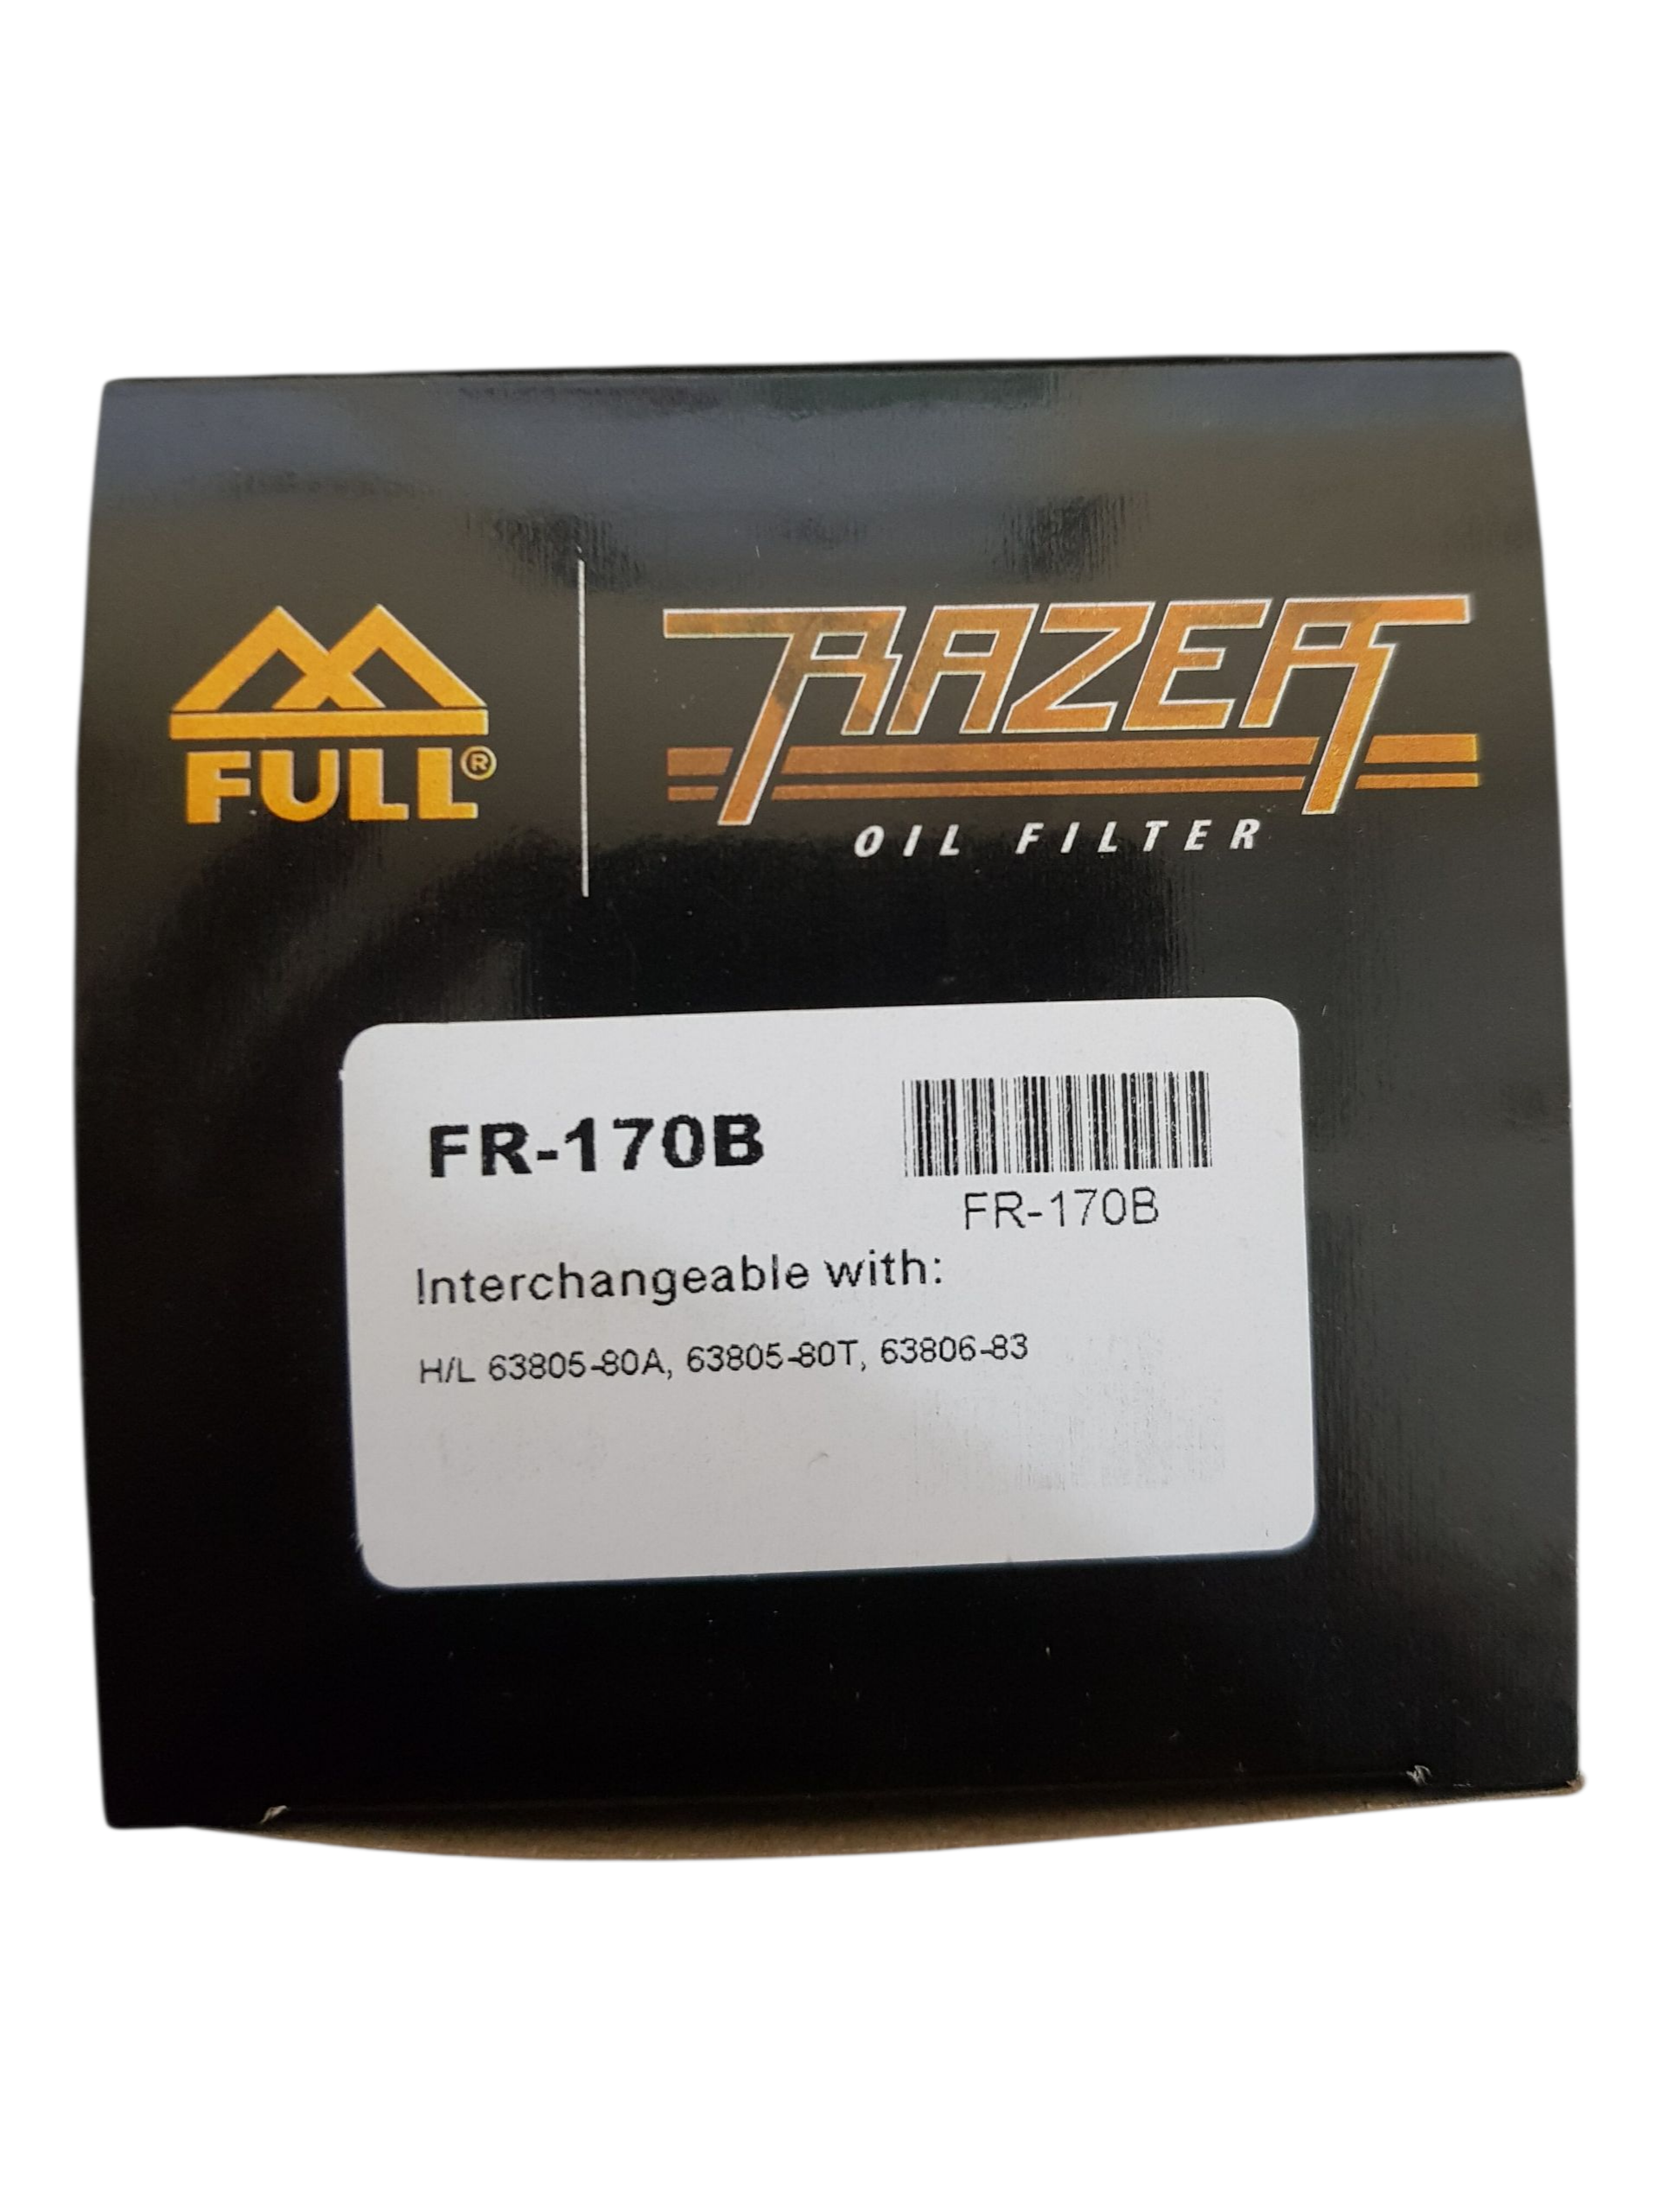 FULL®
RAZER
OIL FILTER
FR-170B
FR-170B
Interchangeable with:
H/L 63805-80A, 63805-80T, 63806-83